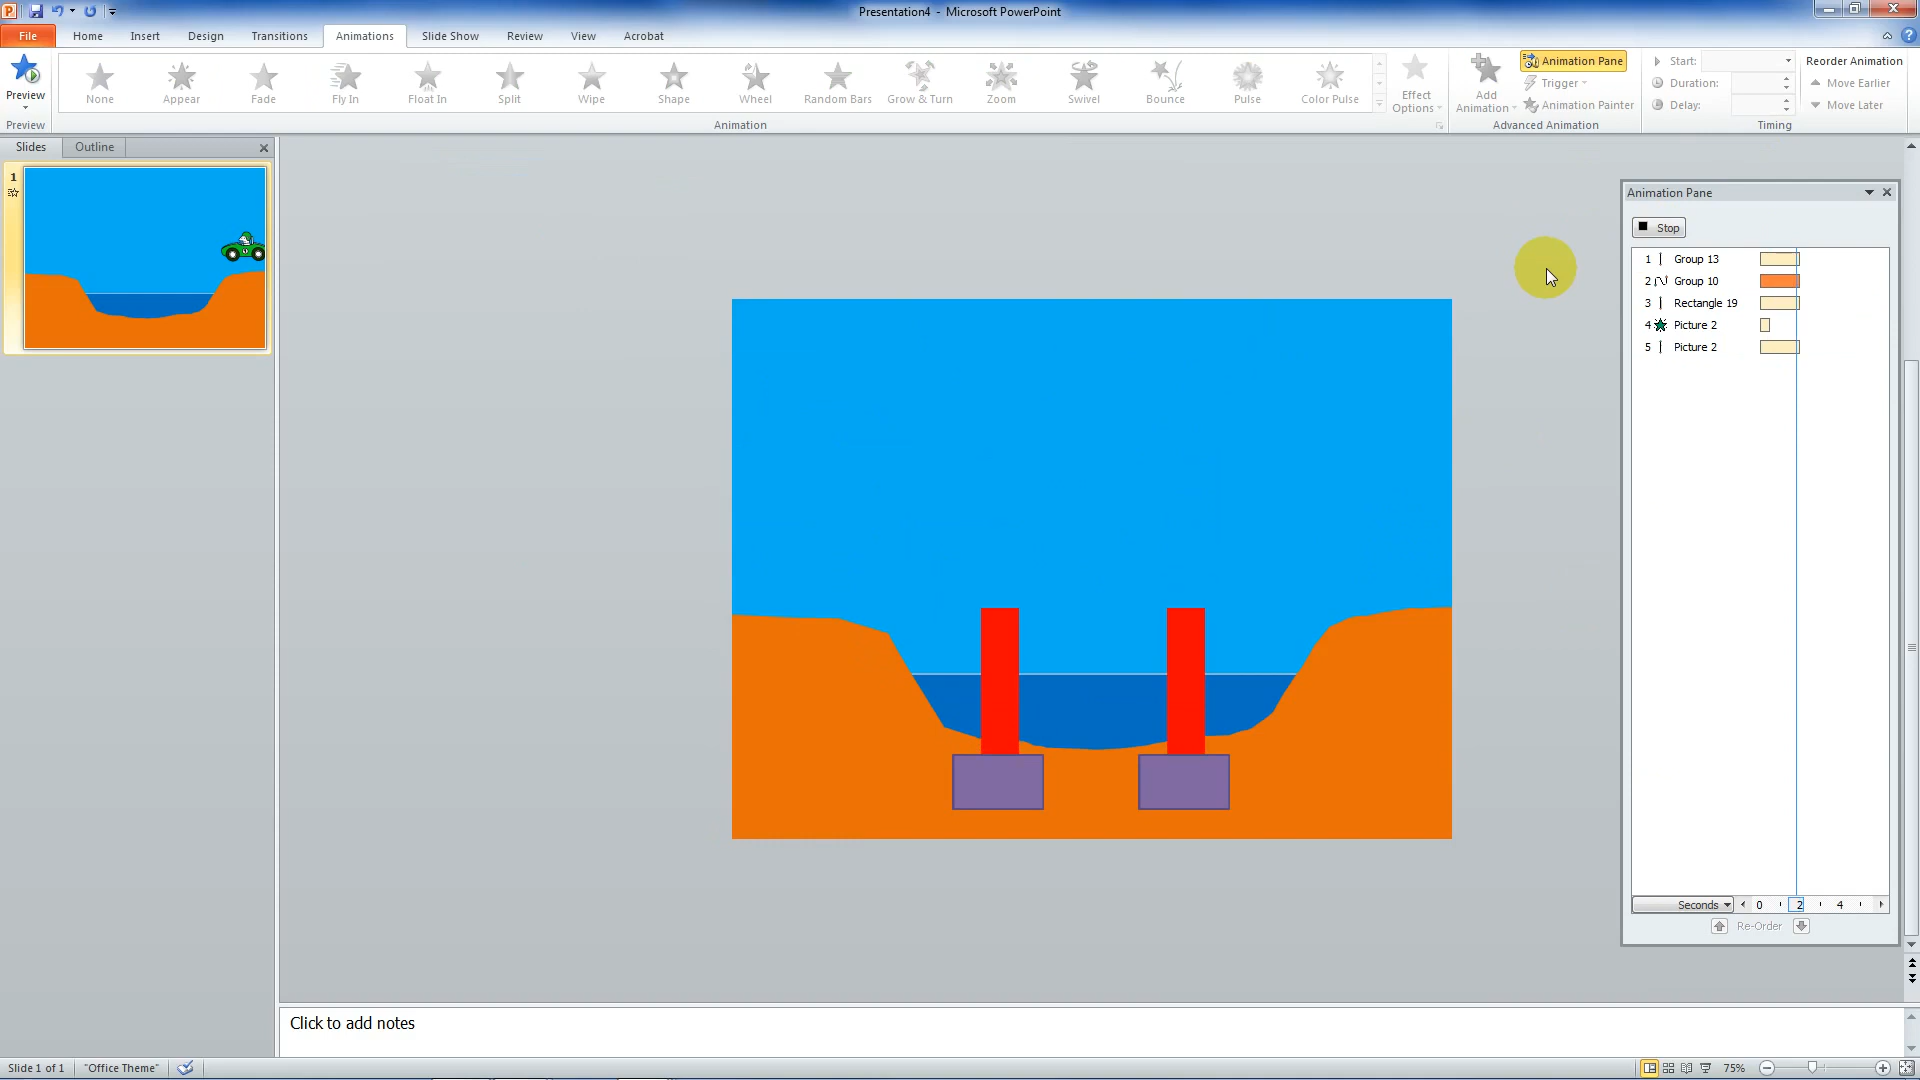 Presentation4 - Microsoft PowerPoint
File Home Insert Design Transitions Animations Slide Show Review View Acrobat
Preview
Preview
None Appear Fade Fly In Float In Split Wipe Shape Wheel Random Bars Grow & Turn Zoom Swivel Bounce Pulse Color Pulse
Animation
Effect Options
Add Animation
Animation Pane
Trigger
Animation Painter
Advanced Animation
Start:
Duration:
Delay:
Timing
Reorder Animation
Move Earlier
Move Later
Slides Outline
1
Animation Pane
Stop
1 Group 13
2 Group 10
3 Rectangle 19
4 Picture 2
5 Picture 2
Seconds 0 2 4
Re-Order
Click to add notes
Slide 1 of 1 "Office Theme" 75%